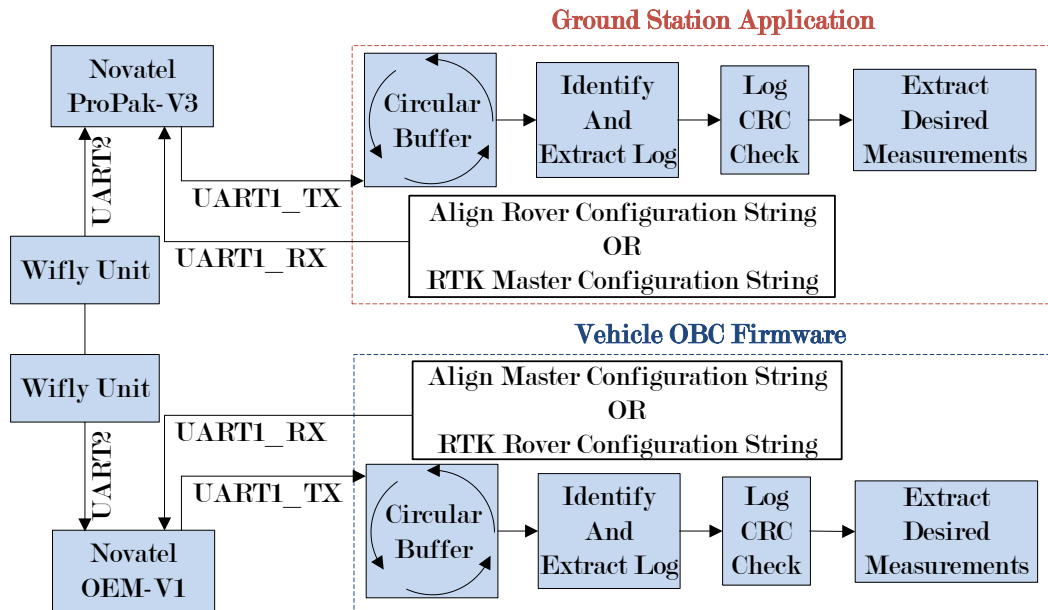 Ground Station Application
Novatel
ProPak-V3
Circular
Buffer
Identify
And
Extract Log
Log
CRC
Check
Extract
Desired
Measurements
UART2
UART1_TX
UART1_RX
Align Rover Configuration String
OR
RTK Master Configuration String
Wifly Unit
Vehicle OBC Firmware
Wifly Unit
Align Master Configuration String
OR
RTK Rover Configuration String
UART1_RX
UART2
UART1_TX
Novatel
OEM-V1
Circular
Buffer
Identify
And
Extract Log
Log
CRC
Check
Extract
Desired
Measurements